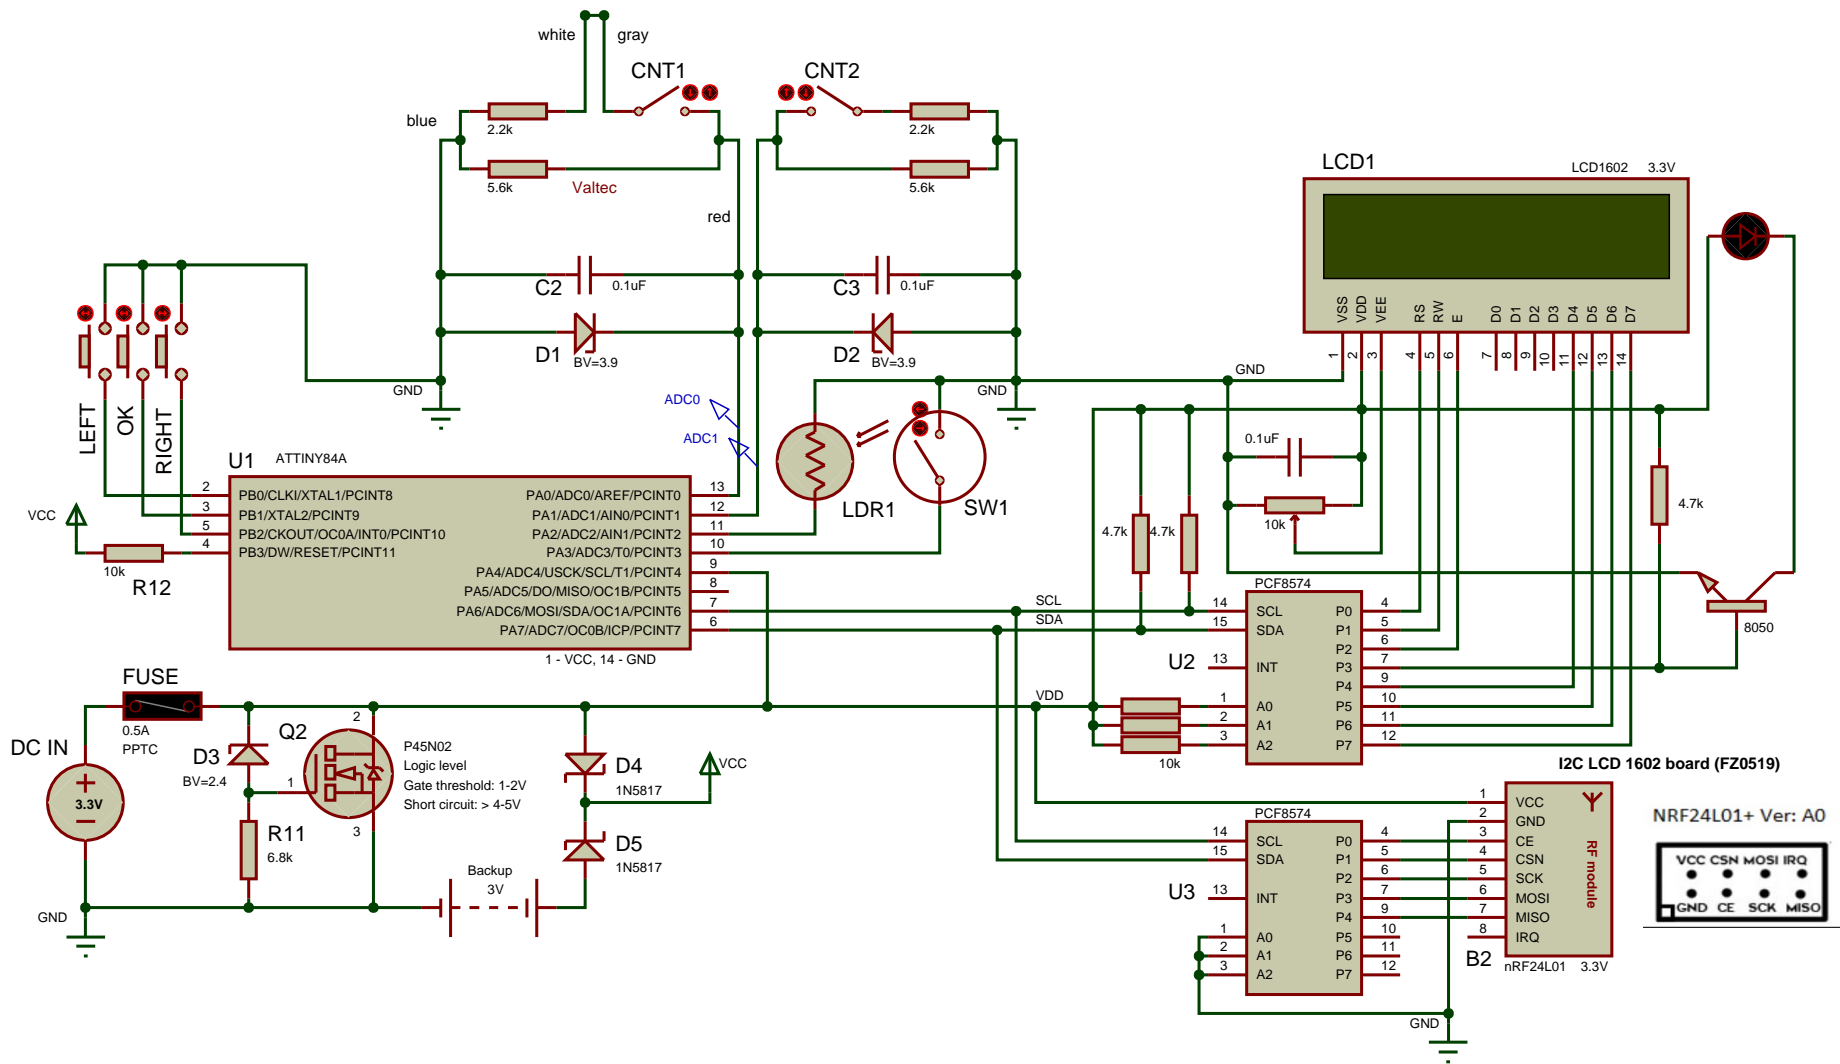 white
gray
CNT1
CNT2
blue
2.2k
2.2k
5.6k
Valtec
5.6k
red
LCD1
LCD1602
3.3V
C2
0.1uF
C3
0.1uF
D1
BV=3.9
D2
BV=3.9
VSS
VDD
VEE
RS
RW
E
D0
D1
D2
D3
D4
D5
D6
D7
1
2
3
4
5
6
7
8
9
10
11
12
13
14
GND
GND
GND
LEFT
OK
RIGHT
ADC0
ADC1
U1
ATTINY84A
LDR1
SW1
0.1uF
10k
4.7k
4.7k
4.7k
VCC
10k
R12
2 PB0/CLKI/XTAL1/PCINT8
3 PB1/XTAL2/PCINT9
5 PB2/CKOUT/OC0A/INT0/PCINT10
4 PB3/DW/RESET/PCINT11
PA0/ADC0/AREF/PCINT0 13
PA1/ADC1/AIN0/PCINT1 12
PA2/ADC2/AIN1/PCINT2 11
PA3/ADC3/T0/PCINT3 10
PA4/ADC4/USCK/SCL/T1/PCINT4 9
PA5/ADC5/DO/MISO/OC1B/PCINT5 8
PA6/ADC6/MOSI/SDA/OC1A/PCINT6 7
PA7/ADC7/OC0B/ICP/PCINT7 6
1 - VCC, 14 - GND
SCL
SDA
PCF8574
14 SCL P0 4
15 SDA P1 5
P2 6
U2 13 INT P3 7
P4 9
1 A0 P5 10
2 A1 P6 11
3 A2 P7 12
10k
8050
VDD
I2C LCD 1602 board (FZ0519)
FUSE
0.5A
PPTC
DC IN
3.3V
D3
BV=2.4
Q2
2
1
3
P45N02
Logic level
Gate threshold: 1-2V
Short circuit: > 4-5V
R11
6.8k
D4
1N5817
VCC
D5
1N5817
Backup
3V
GND
PCF8574
14 SCL P0 4
15 SDA P1 5
P2 6
U3 13 INT P3 7
P4 9
1 A0 P5 10
2 A1 P6 11
3 A2 P7 12
GND
1 VCC
2 GND
3 CE
4 CSN
5 SCK
6 MOSI
7 MISO
8 IRQ
RF module
B2
nRF24L01
3.3V
NRF24L01+ Ver: A0
VCC CSN MOSI IRQ
GND CE SCK MISO